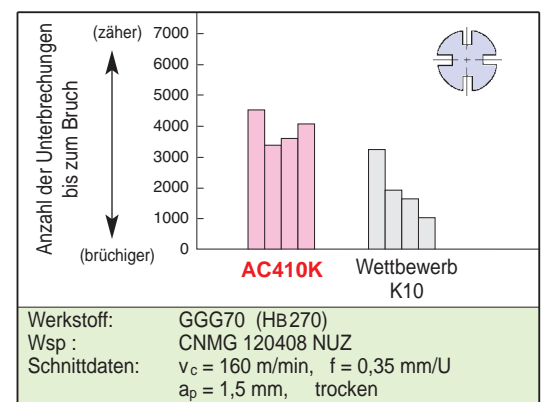 Anzahl der Unterbrechungen
bis zum Bruch
(zäher)
(brüchiger)
7000
6000
5000
4000
3000
2000
1000
0
AC410K
Wettbewerb
K10
Werkstoff: GGG70 (HB270)
Wsp : CNMG 120408 NUZ
Schnittdaten: vc = 160 m/min, f = 0,35 mm/U
ap = 1,5 mm, trocken